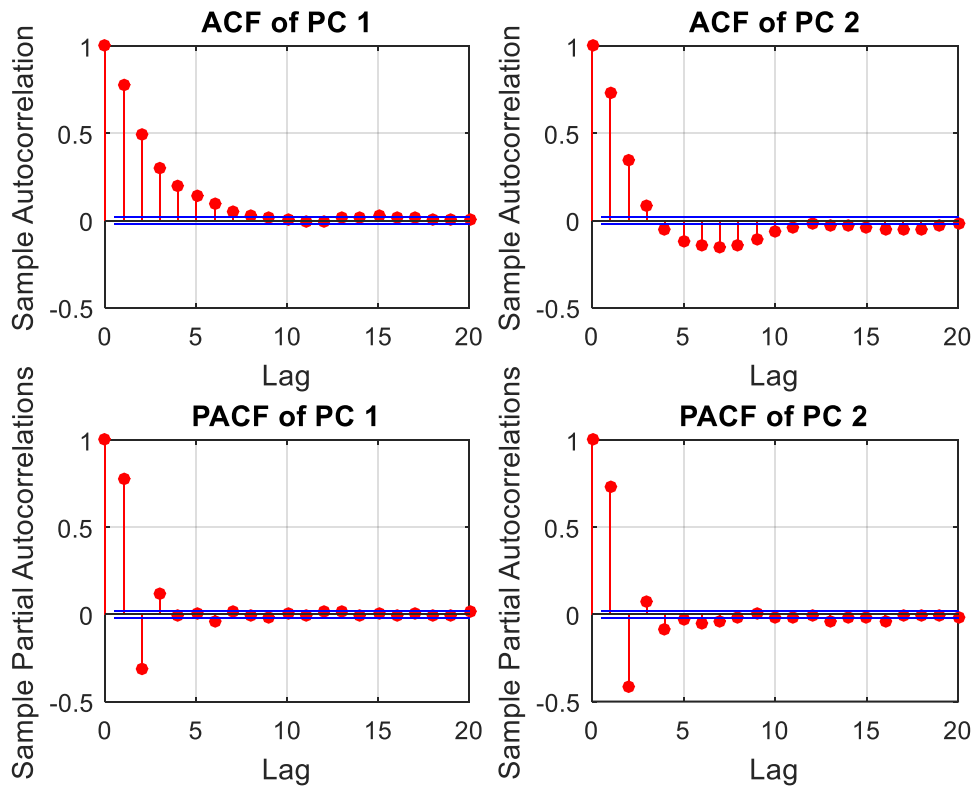 ACF of PC 1
Sample Autocorrelation
1
0.5
0
-0.5
0 5 10 15 20
Lag
ACF of PC 2
Sample Autocorrelation
1
0.5
0
-0.5
0 5 10 15 20
Lag
PACF of PC 1
Sample Partial Autocorrelations
1
0.5
0
-0.5
0 5 10 15 20
Lag
PACF of PC 2
Sample Partial Autocorrelations
1
0.5
0
-0.5
0 5 10 15 20
Lag